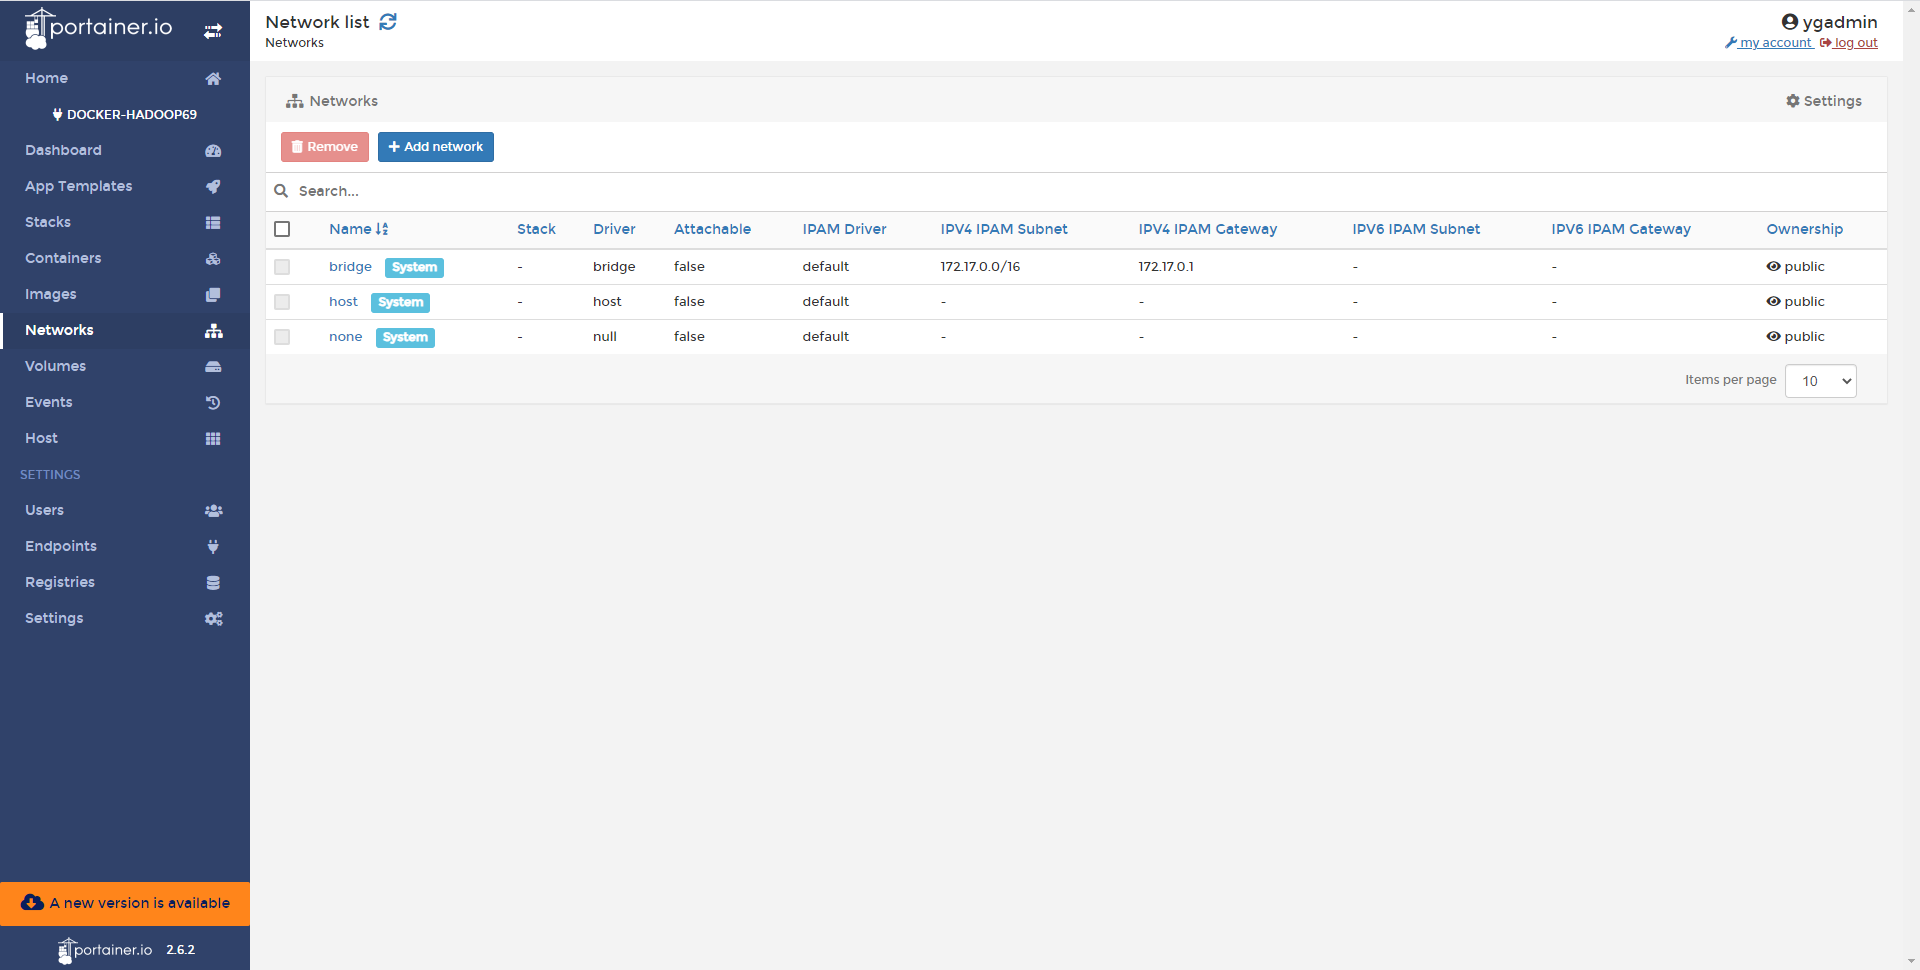 portainer.io
Home
DOCKER-HADOOP69
Dashboard
App Templates
Stacks
Containers
Images
Networks
Volumes
Events
Host
SETTINGS
Users
Endpoints
Registries
Settings
A new version is available
portainer.io 2.6.2
Network list
Networks
ygadmin
my account log out
Networks
Settings
Remove Add network
Search...
Name Stack Driver Attachable IPAM Driver IPV4 IPAM Subnet IPV4 IPAM Gateway IPV6 IPAM Subnet IPV6 IPAM Gateway Ownership
bridge System - bridge false default 172.17.0.0/16 172.17.0.1 - - public
host System - host false default - - - - public
none System - null false default - - - - public
Items per page 10